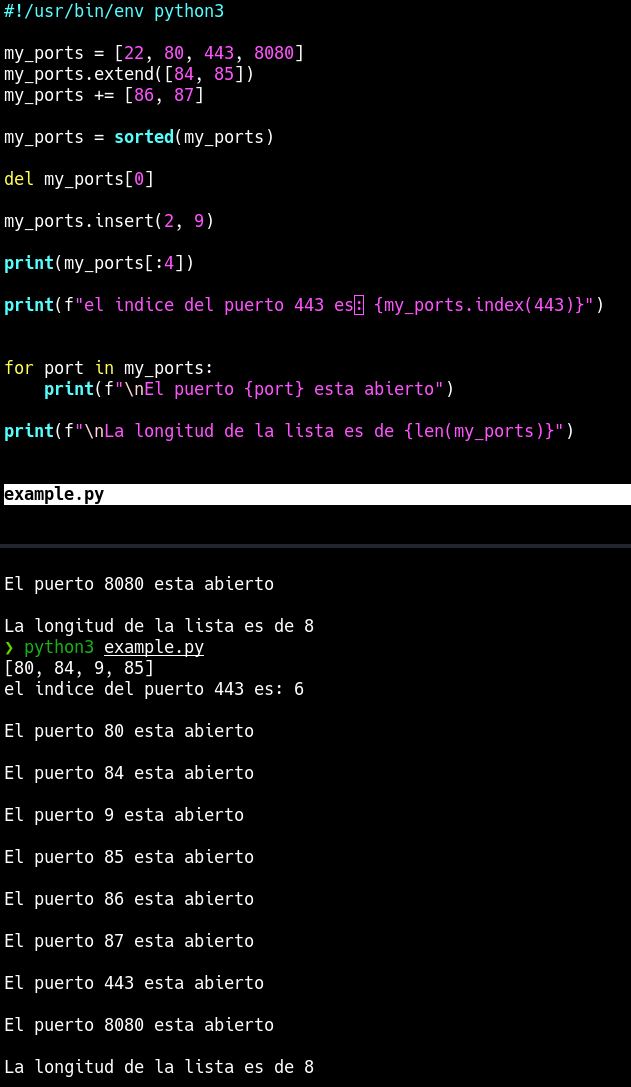 #!/usr/bin/env python3
my_ports = [22, 80, 443, 8080]
my_ports.extend([84, 85])
my_ports += [86, 87]
my_ports = sorted(my_ports)
del my_ports[0]
my_ports.insert(2, 9)
print(my_ports[:4])
print(f"el indice del puerto 443 es: {my_ports.index(443)}")
for port in my_ports:
    print(f"\nEl puerto {port} esta abierto")
print(f"\nLa longitud de la lista es de {len(my_ports)}")
example.py
El puerto 8080 esta abierto
La longitud de la lista es de 8
❯ python3 example.py
[80, 84, 9, 85]
el indice del puerto 443 es: 6
El puerto 80 esta abierto
El puerto 84 esta abierto
El puerto 9 esta abierto
El puerto 85 esta abierto
El puerto 86 esta abierto
El puerto 87 esta abierto
El puerto 443 esta abierto
El puerto 8080 esta abierto
La longitud de la lista es de 8